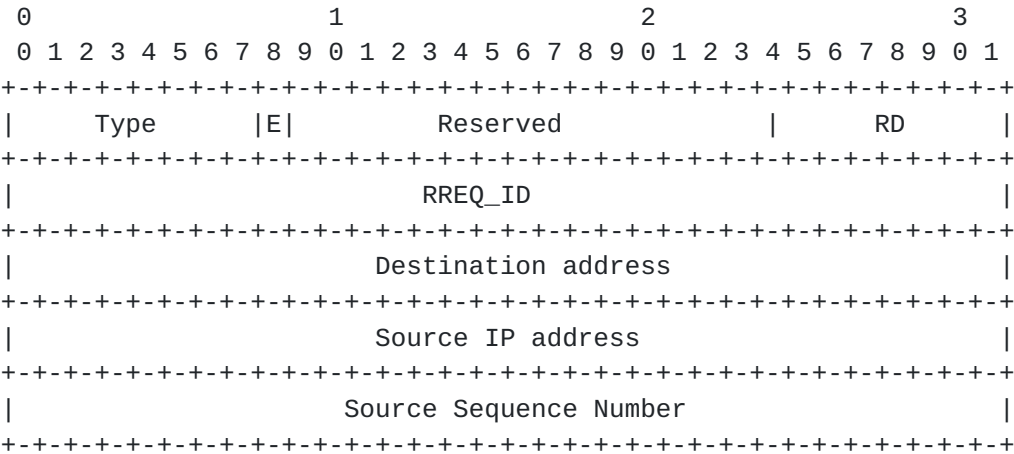 0                   1                   2                   3
 0 1 2 3 4 5 6 7 8 9 0 1 2 3 4 5 6 7 8 9 0 1 2 3 4 5 6 7 8 9 0 1
+-+-+-+-+-+-+-+-+-+-+-+-+-+-+-+-+-+-+-+-+-+-+-+-+-+-+-+-+-+-+-+-+
|     Type      |E|         Reserved             |      RD      |
+-+-+-+-+-+-+-+-+-+-+-+-+-+-+-+-+-+-+-+-+-+-+-+-+-+-+-+-+-+-+-+-+
|                          RREQ_ID                              |
+-+-+-+-+-+-+-+-+-+-+-+-+-+-+-+-+-+-+-+-+-+-+-+-+-+-+-+-+-+-+-+-+
|                       Destination address                     |
+-+-+-+-+-+-+-+-+-+-+-+-+-+-+-+-+-+-+-+-+-+-+-+-+-+-+-+-+-+-+-+-+
|                       Source IP address                       |
+-+-+-+-+-+-+-+-+-+-+-+-+-+-+-+-+-+-+-+-+-+-+-+-+-+-+-+-+-+-+-+-+
|                     Source Sequence Number                    |
+-+-+-+-+-+-+-+-+-+-+-+-+-+-+-+-+-+-+-+-+-+-+-+-+-+-+-+-+-+-+-+-+